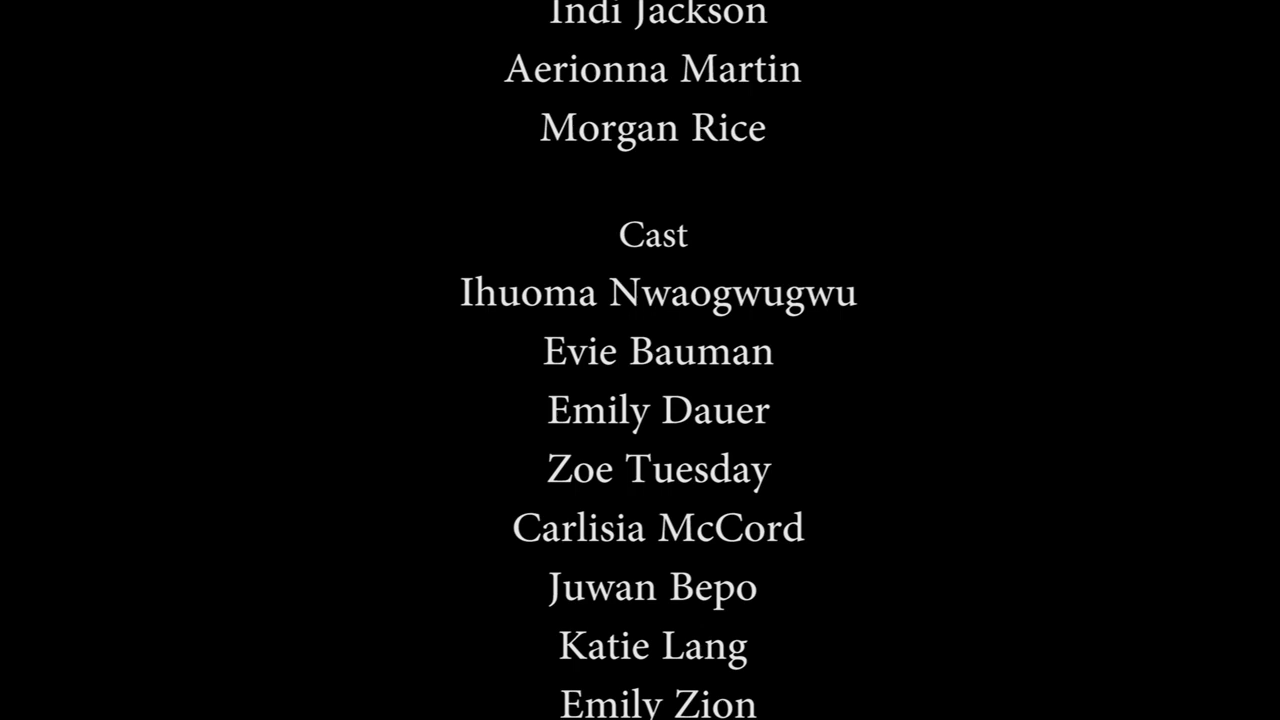 Indi Jackson
Aerionna Martin
Morgan Rice
Cast
Ihuoma Nwaogwugwu
Evie Bauman
Emily Dauer
Zoe Tuesday
Carlisia McCord
Juwan Bepo
Katie Lang
Emily Zion